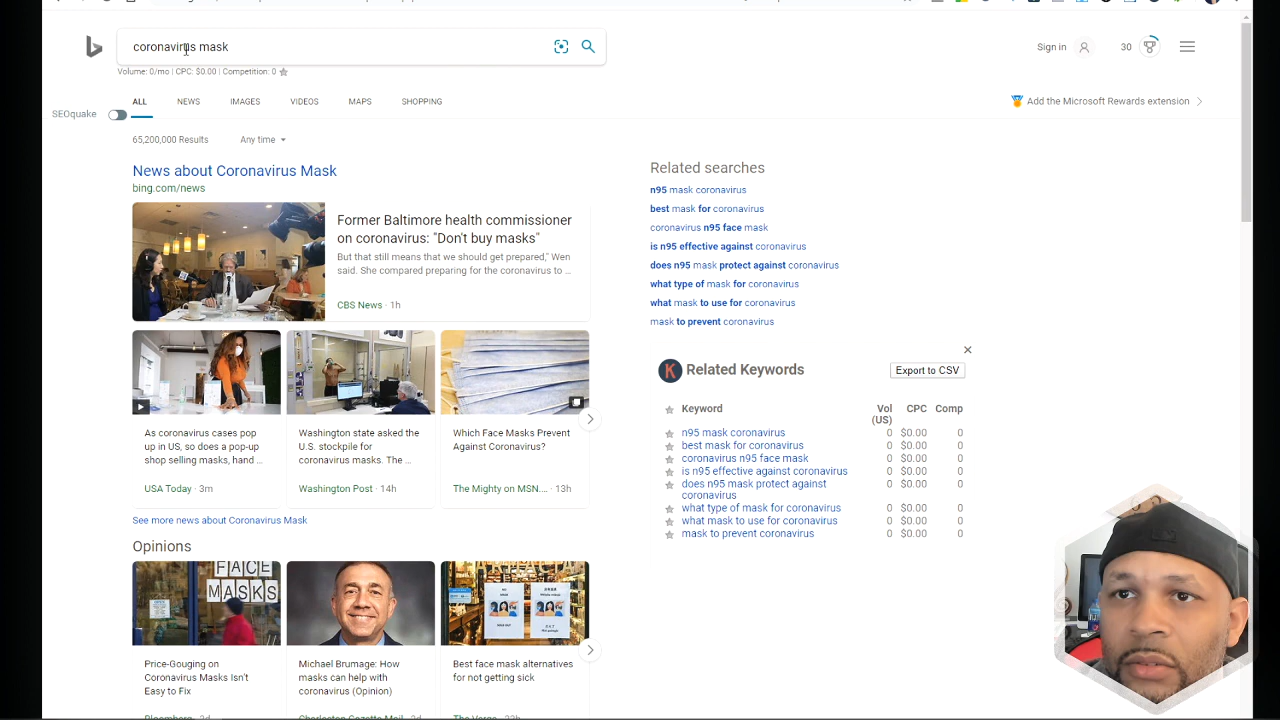 coronavirus mask
Sign in
30
Volume: 0/mo | CPC: $0.00 | Competition: 0
SEOquake
ALL
NEWS
IMAGES
VIDEOS
MAPS
SHOPPING
Add the Microsoft Rewards extension
65,200,000 Results
Any time
News about Coronavirus Mask
bing.com/news
Former Baltimore health commissioner
on coronavirus: "Don't buy masks"
But that still means that we should get prepared," Wen
said. She compared preparing for the coronavirus to ...
CBS News · 1h
As coronavirus cases pop
up in US, so does a pop-up
shop selling masks, hand ...
USA Today · 3m
Washington state asked the
U.S. stockpile for
coronavirus masks. The ...
Washington Post · 14h
Which Face Masks Prevent
Against Coronavirus?
The Mighty on MSN.... · 13h
See more news about Coronavirus Mask
Opinions
FACE
MASKS
Price-Gouging on
Coronavirus Masks Isn't
Easy to Fix
Bloomberg · 2d
Michael Brumage: How
masks can help with
coronavirus (Opinion)
Charleston Gazette-Mail · 2d
Best face mask alternatives
for not getting sick
The Verge
Related searches
n95 mask coronavirus
best mask for coronavirus
coronavirus n95 face mask
is n95 effective against coronavirus
does n95 mask protect against coronavirus
what type of mask for coronavirus
what mask to use for coronavirus
mask to prevent coronavirus
K
Related Keywords
Export to CSV
Keyword Vol (US) CPC Comp
n95 mask coronavirus 0 $0.00 0
best mask for coronavirus 0 $0.00 0
coronavirus n95 face mask 0 $0.00 0
is n95 effective against coronavirus 0 $0.00 0
does n95 mask protect against 0 $0.00 0
coronavirus
what type of mask for coronavirus 0 $0.00 0
what mask to use for coronavirus 0 $0.00 0
mask to prevent coronavirus 0 $0.00 0